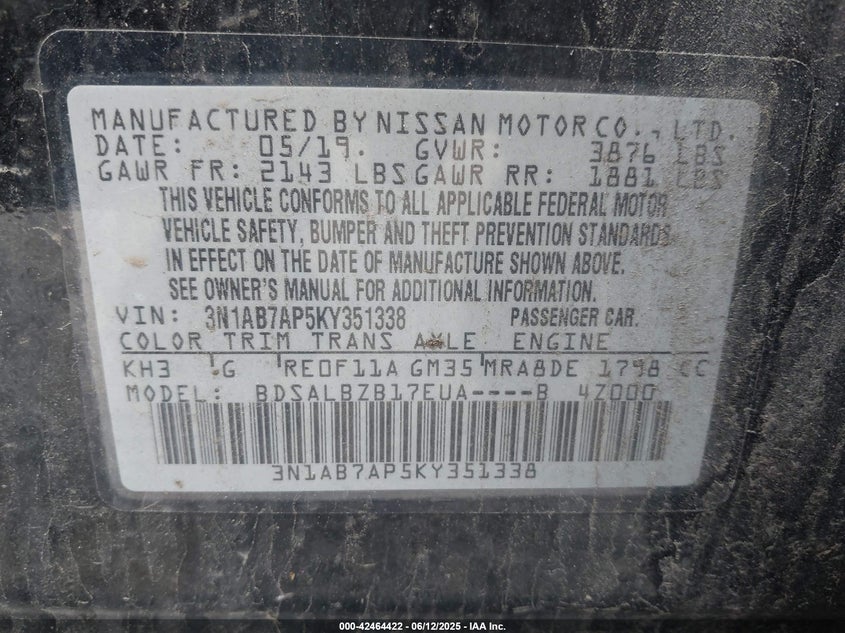 MANUFACTURED BY NISSAN MOTOR CO., LTD.
DATE: 05/19. GVWR: 3876 LBS
GAWR FR: 2143 LBS GAWR RR: 1881 LBS
THIS VEHICLE CONFORMS TO ALL APPLICABLE FEDERAL MOTOR
VEHICLE SAFETY, BUMPER AND THEFT PREVENTION STANDARDS
IN EFFECT ON THE DATE OF MANUFACTURE SHOWN ABOVE.
SEE OWNER'S MANUAL FOR ADDITIONAL INFORMATION.
VIN: 3N1AB7AP5KY351338 PASSENGER CAR.
COLOR TRIM TRANS AXLE ENGINE
KH3 G RE0F11A GM35 MRA8DE 1798 CC
MODEL: BDSALBZB17EUA----B 4Z000
3N1AB7AP5KY351338
000-42464422 | 06/12/2025 - IAA Inc.